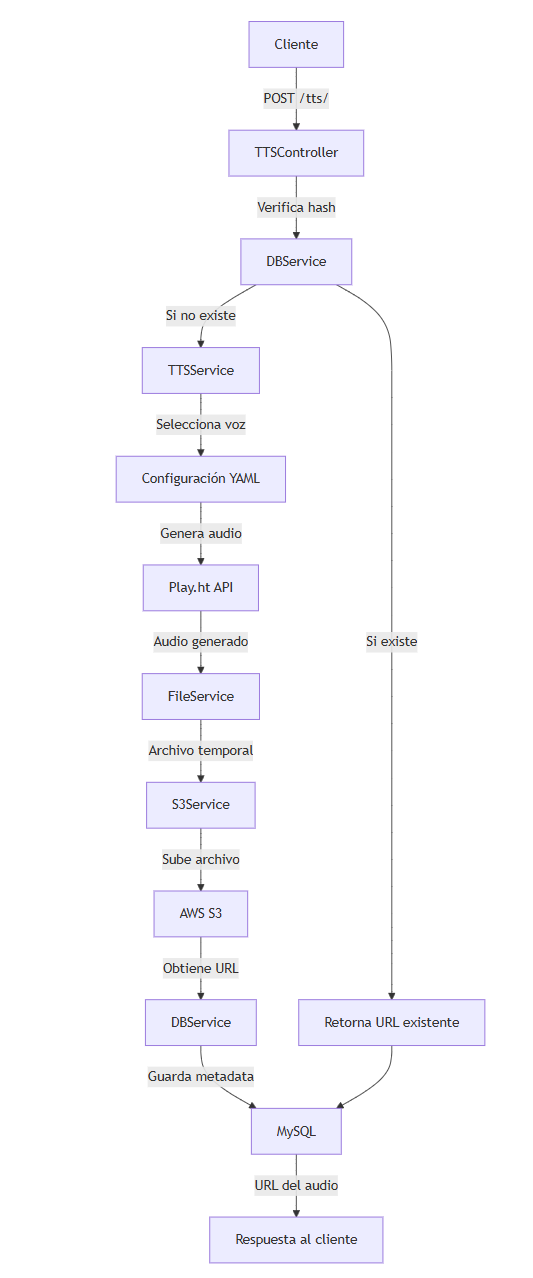 Cliente
POST /tts/
TTSController
Verifica hash
DBService
Si no existe
TTSService
Selecciona voz
Configuración YAML
Genera audio
Play.ht API
Audio generado
Si existe
FileService
Archivo temporal
S3Service
Sube archivo
AWS S3
Obtiene URL
DBService
Retorna URL existente
Guarda metadata
MySQL
URL del audio
Respuesta al cliente